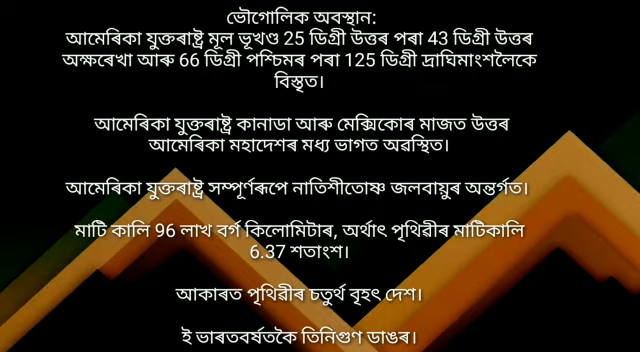 ভৌগোলিক অবস্থান:
আমেৰিকা যুক্তৰাষ্ট্ৰ মূল ভূখণ্ড 25 ডিগ্ৰী উত্তৰ পৰা 43 ডিগ্ৰী উত্তৰ
অক্ষৰেখা আৰু 66 ডিগ্ৰী পশ্চিমৰ পৰা 125 ডিগ্ৰী দ্ৰাঘিমাংশলৈকে
বিস্তৃত।
আমেৰিকা যুক্তৰাষ্ট্ৰ কানাডা আৰু মেক্সিকোৰ মাজত উত্তৰ
আমেৰিকা মহাদেশৰ মধ্য ভাগত অৱস্থিত।
আমেৰিকা যুক্তৰাষ্ট্ৰ সম্পূৰ্ণৰূপে নাতিশীতোষ্ণ জলবায়ুৰ অন্তৰ্গত।
মাটি কালি 96 লাখ বৰ্গ কিলোমিটাৰ, অৰ্থাৎ পৃথিৱীৰ মাটিকালি
6.37 শতাংশ।
আকাৰত পৃথিৱীৰ চতুৰ্থ বৃহৎ দেশ।
ই ভাৰতবৰ্ষতকৈ তিনিগুণ ডাঙৰ।